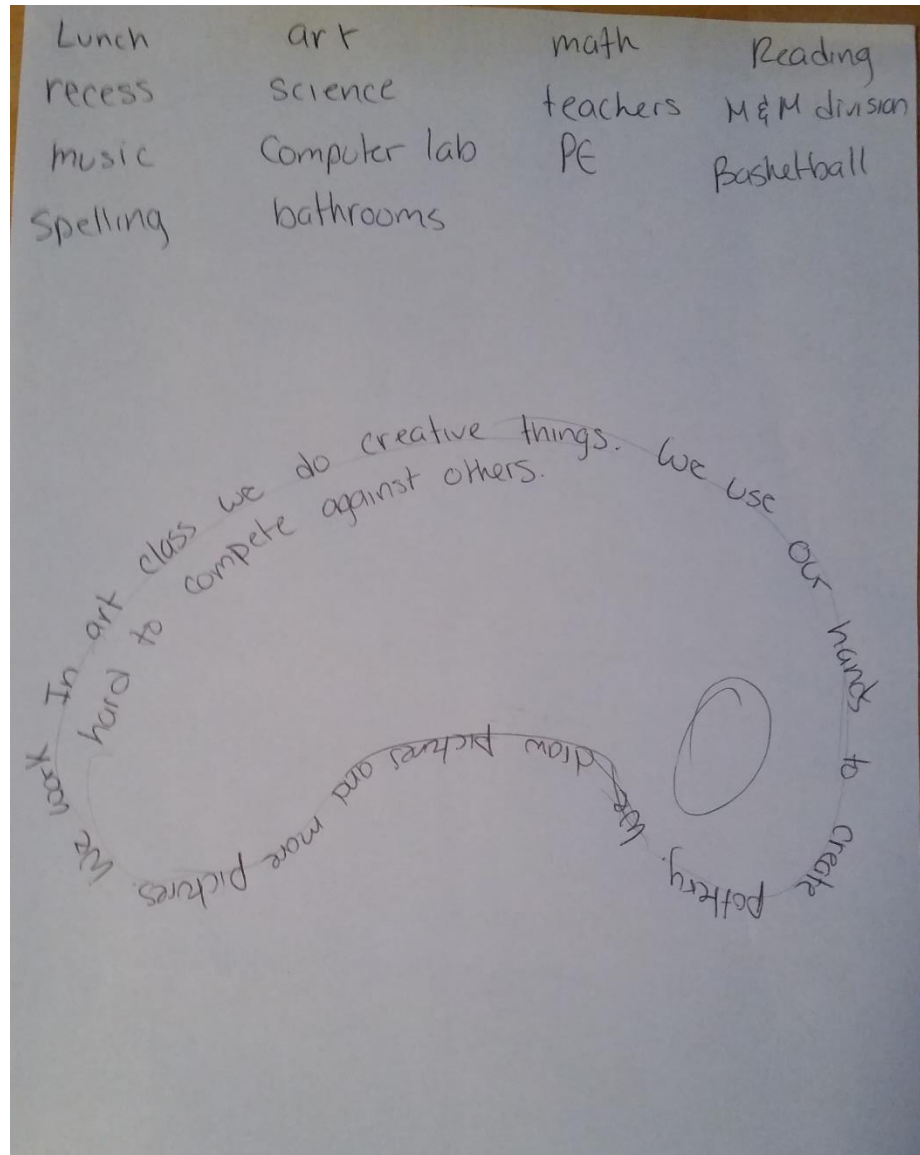 Lunch art math Reading
recess science teachers M&M division
music Computer lab PE Basketball
Spelling bathrooms
In art class we do creative things. We use our hands to create pottery. We draw pictures and more pictures. We work
hard to compete against others.